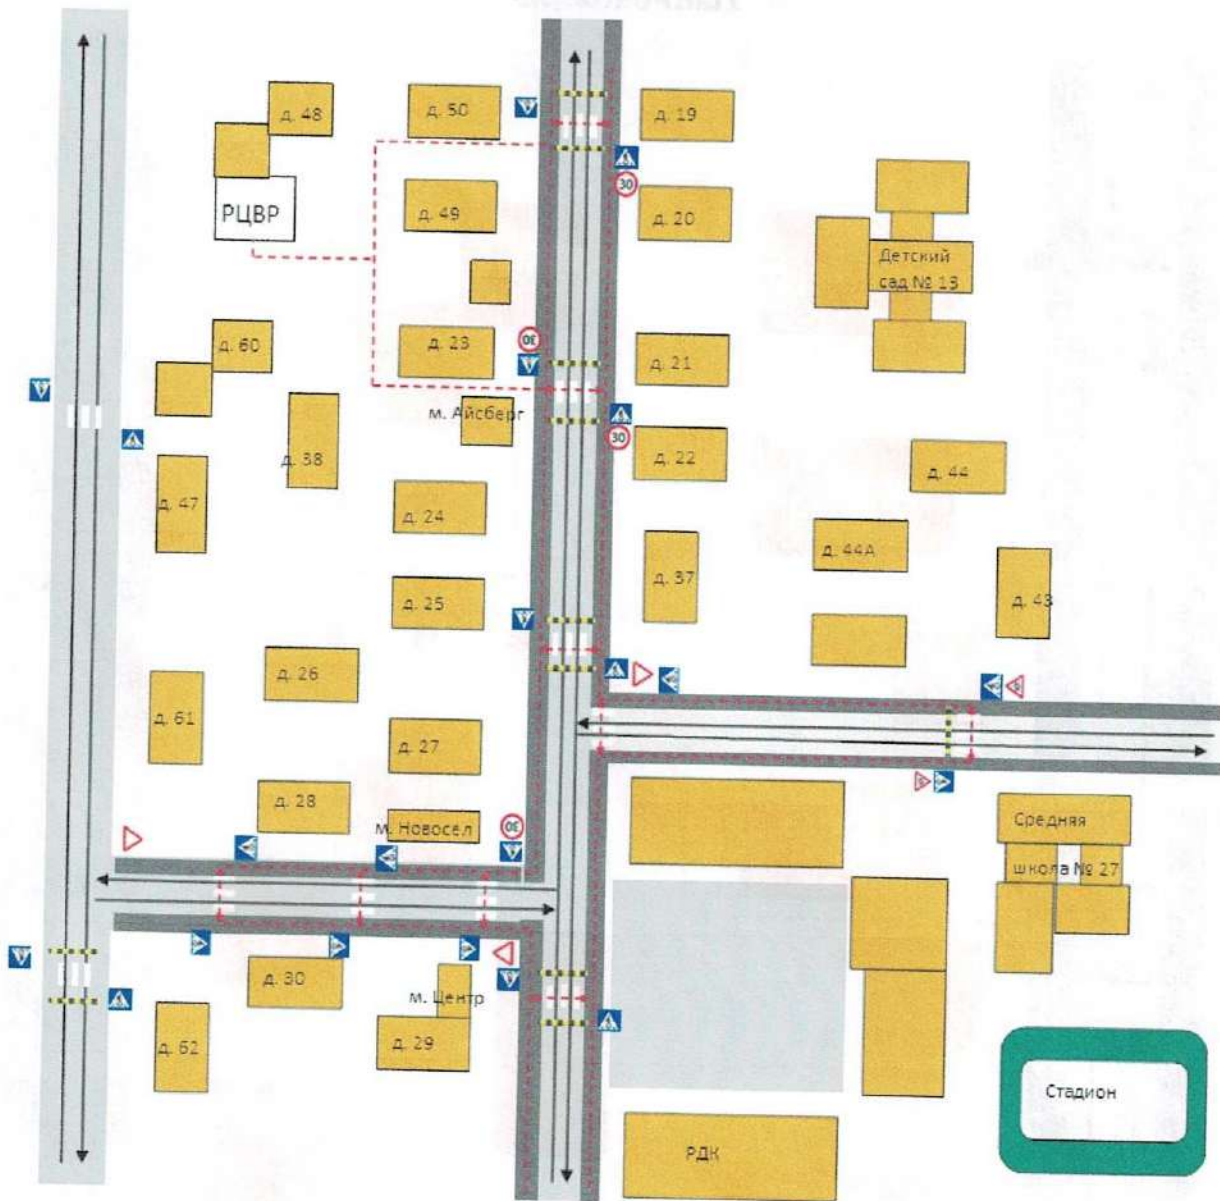 д. 48
д. 50
д. 19
30
РЦВР
д. 49
д. 20
Детский
сад № 13
30
д. 60
д. 23
д. 21
м. Айсберг
30
д. 38
д. 22
д. 44
д. 47
д. 24
д. 44А
д. 37
д. 43
д. 25
д. 26
д. 61
д. 27
д. 28
м. Новосел
30
Средняя
школа № 27
д. 30
м. Центр
д. 62
д. 29
Стадион
РДК